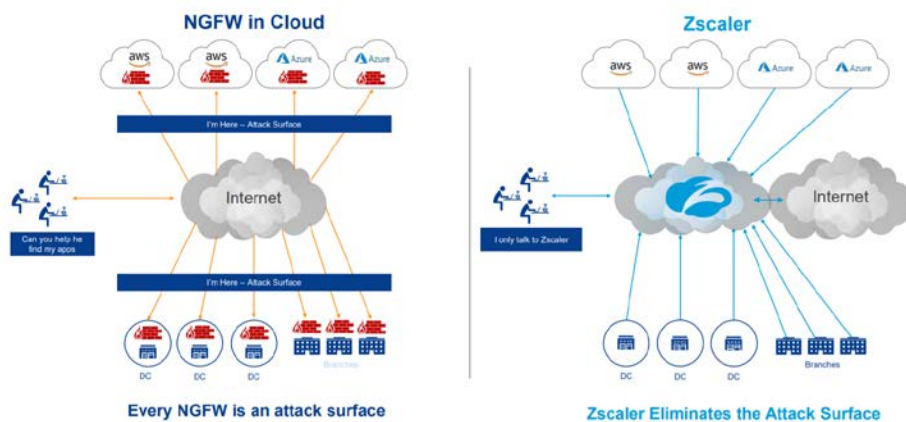 NGFW in Cloud
aws
aws
Azure
Azure
I'm Here – Attack Surface
Internet
Can you help he
find my apps
I'm Here – Attack Surface
DC
DC
DC
Branches
Every NGFW is an attack surface
Zscaler
aws
aws
Azure
Azure
Internet
I only talk to Zscaler
DC
DC
DC
Branches
Zscaler Eliminates the Attack Surface